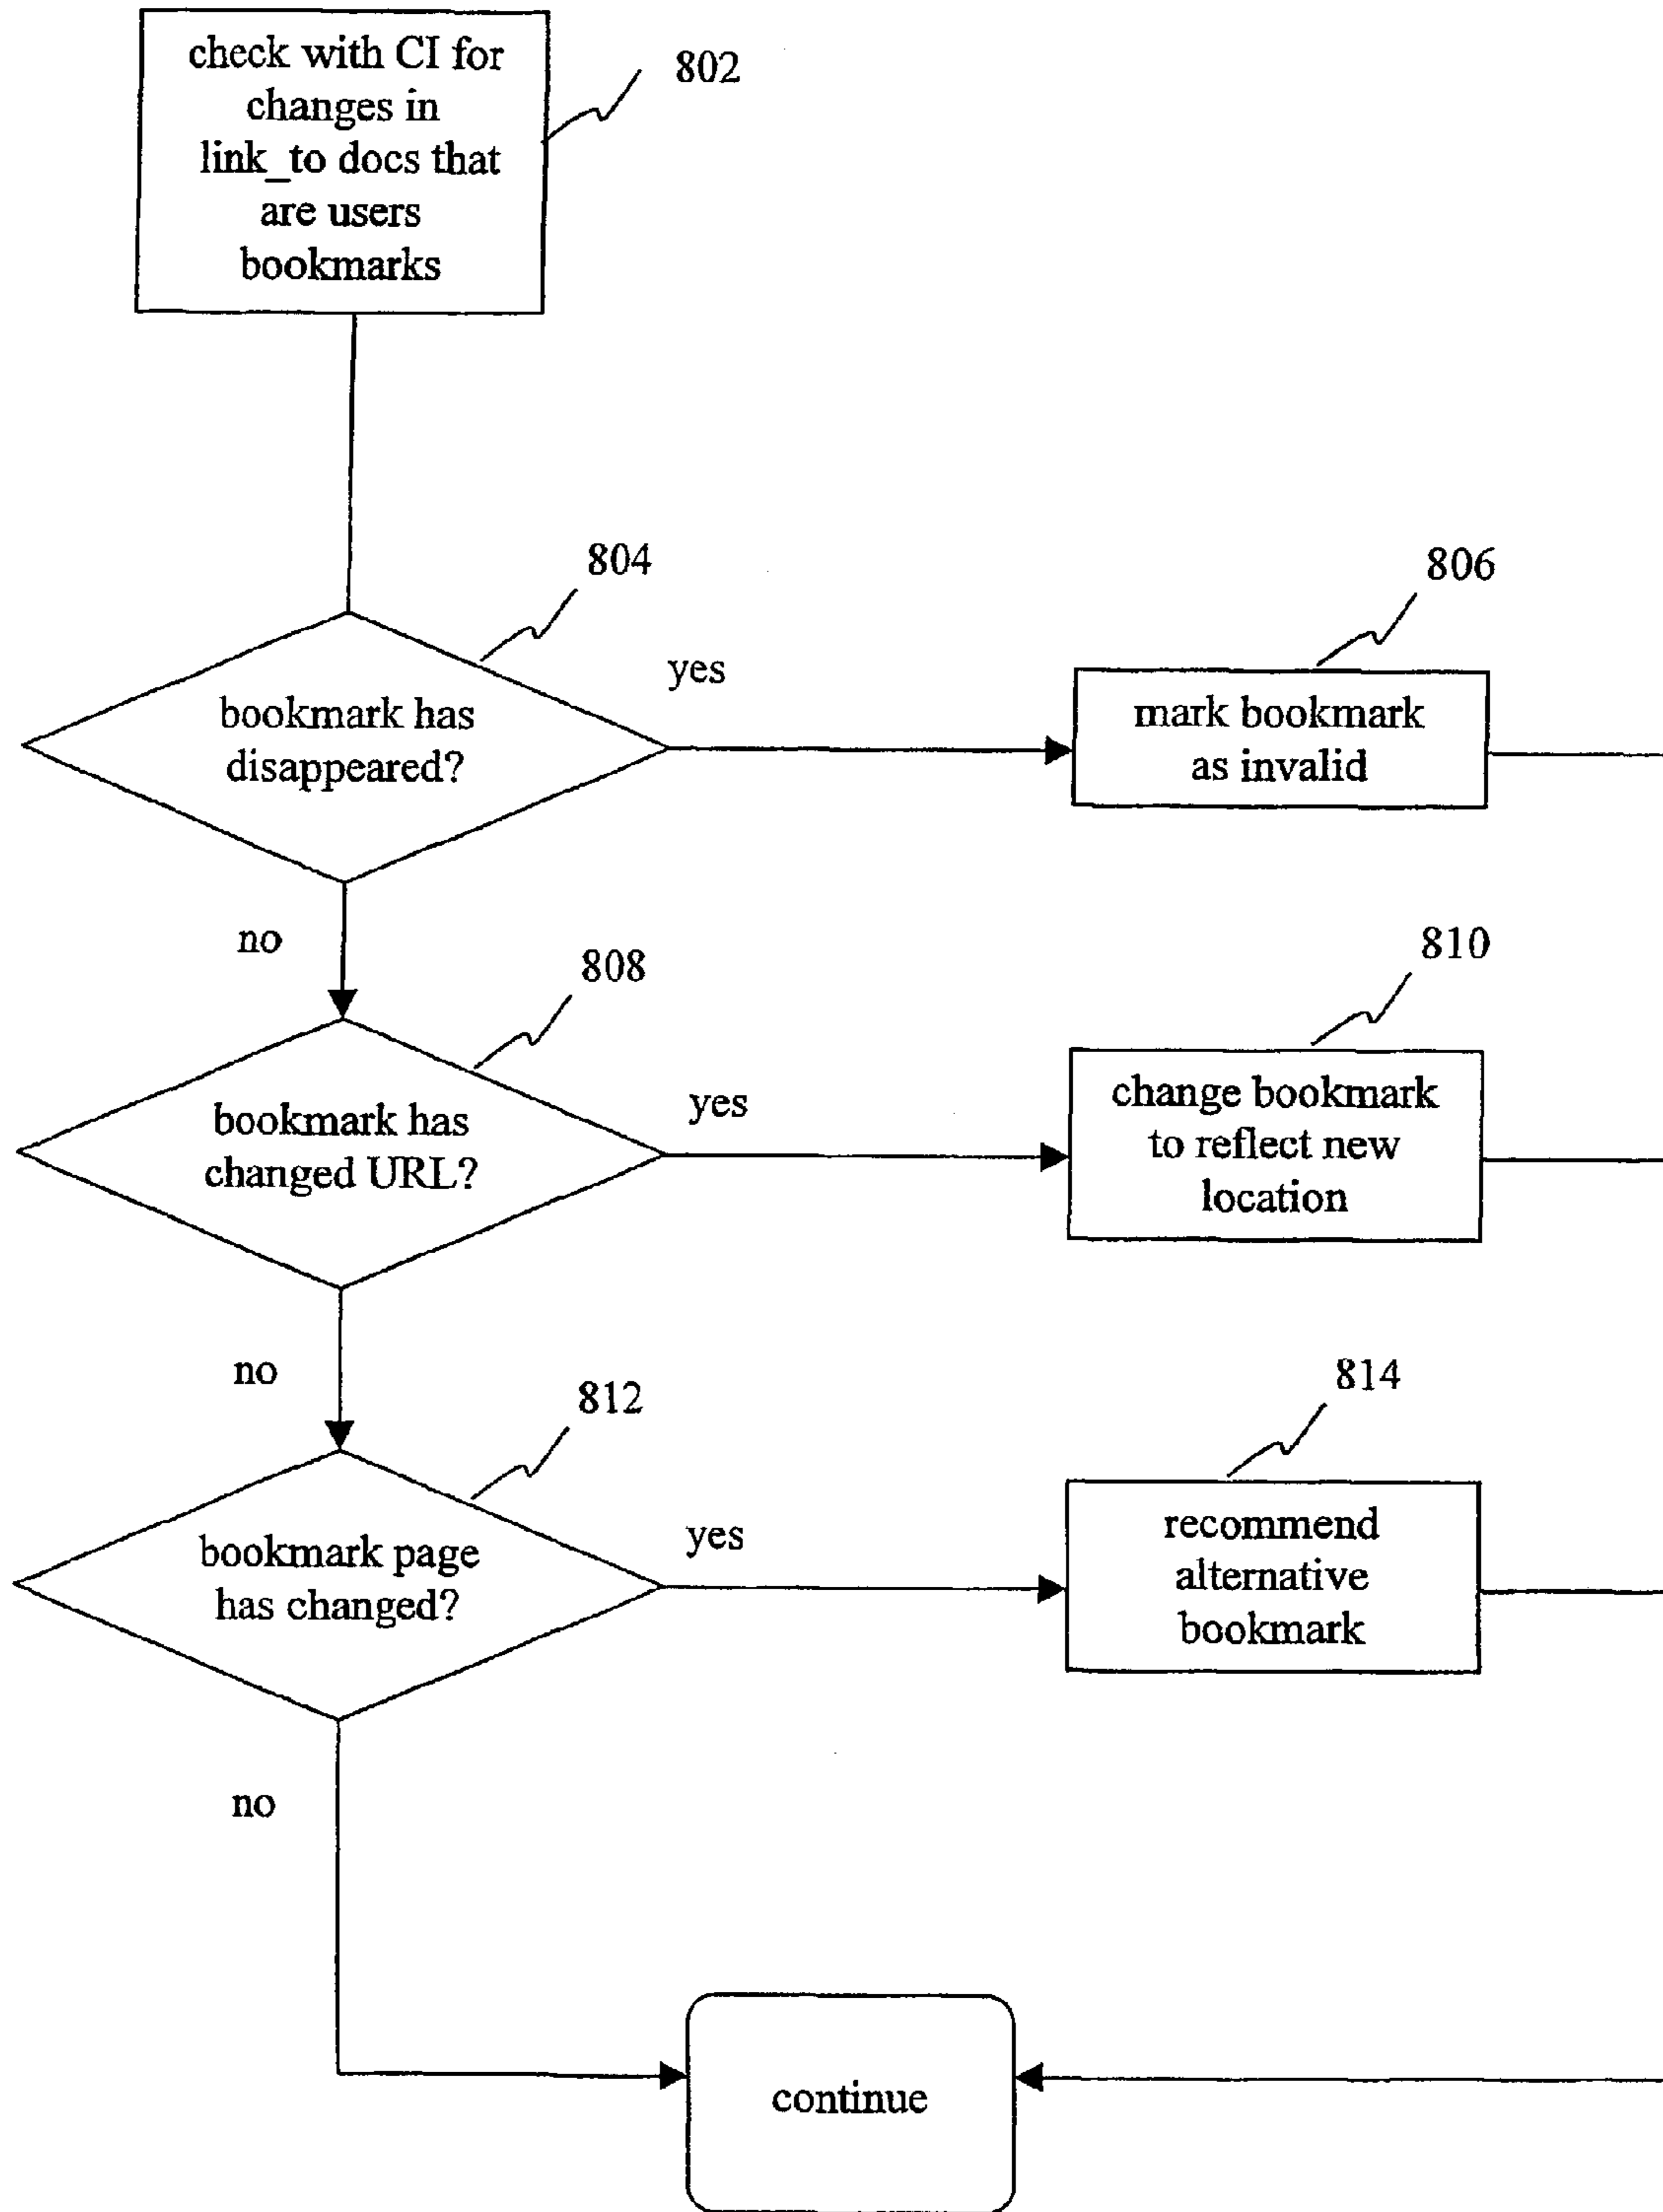 check with CI for
changes in
link_to docs that
are users
bookmarks
802
804
bookmark has
disappeared?
yes
806
mark bookmark
as invalid
no
808
bookmark has
changed URL?
yes
810
change bookmark
to reflect new
location
no
812
bookmark page
has changed?
yes
814
recommend
alternative
bookmark
no
continue